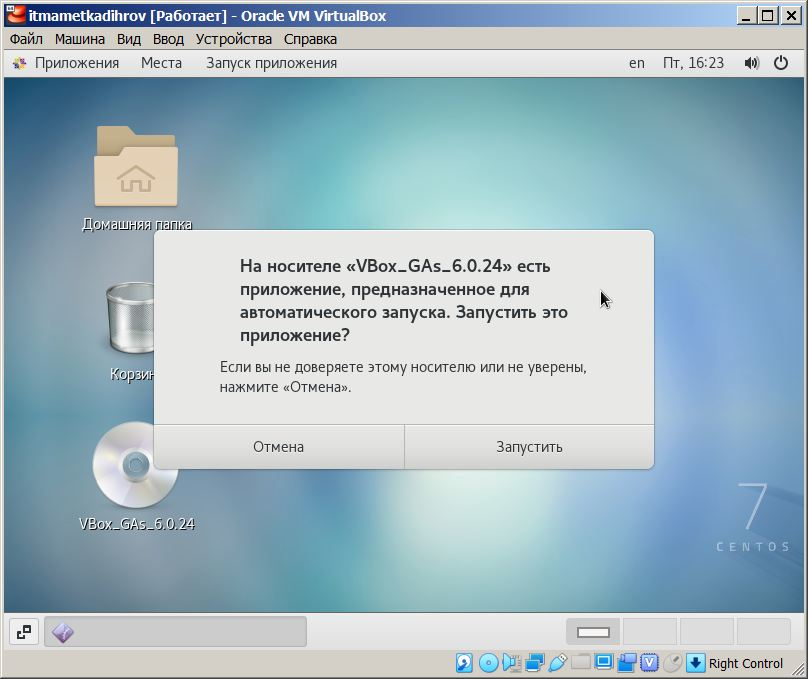 itmametkadihrov [Работает] - Oracle VM VirtualBox
Файл Машина Вид Ввод Устройства Справка
Приложения Места Запуск приложения en Пт, 16:23
Домашняя папка
На носителе «VBox_GAs_6.0.24» есть
приложение, предназначенное для
автоматического запуска. Запустить это
приложение?
Если вы не доверяете этому носителю или не уверены,
нажмите «Отмена».
Корзин
Отмена Запустить
VBox_GAs_6.0.24
7
CENTOS
Right Control